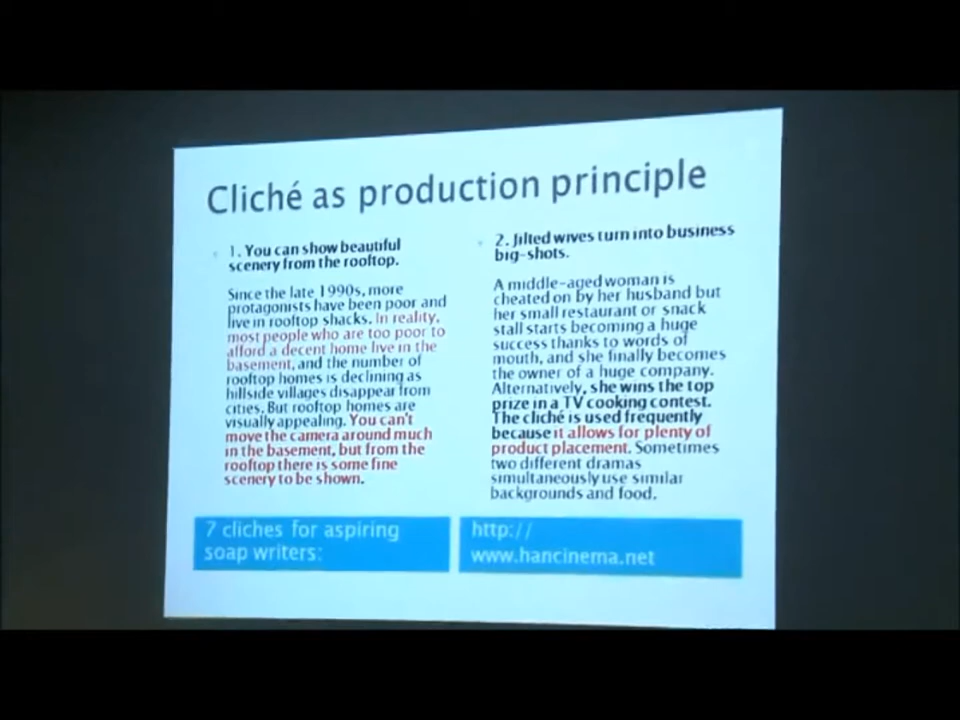 Cliché as production principle
1. You can show beautiful
scenery from the rooftop.
Since the late 1990s, more
protagonists have been poor and
live in rooftop shacks. In reality,
most people who are too poor to
afford a decent home live in the
basement, and the number of
rooftop homes is declining as
hillside villages disappear from
cities. But rooftop homes are
visually appealing. You can't
move the camera around much
in the basement, but from the
rooftop there is some fine
scenery to be shown.
2. Jilted wives turn into business
big-shots.
A middle-aged woman is
cheated on by her husband but
her small restaurant or snack
stall starts becoming a huge
success thanks to words of
mouth, and she finally becomes
the owner of a huge company.
Alternatively, she wins the top
prize in a TV cooking contest.
The cliché is used frequently
because it allows for plenty of
product placement. Sometimes
two different dramas
simultaneously use similar
backgrounds and food.
7 cliches for aspiring
soap writers:
http://
www.hancinema.net